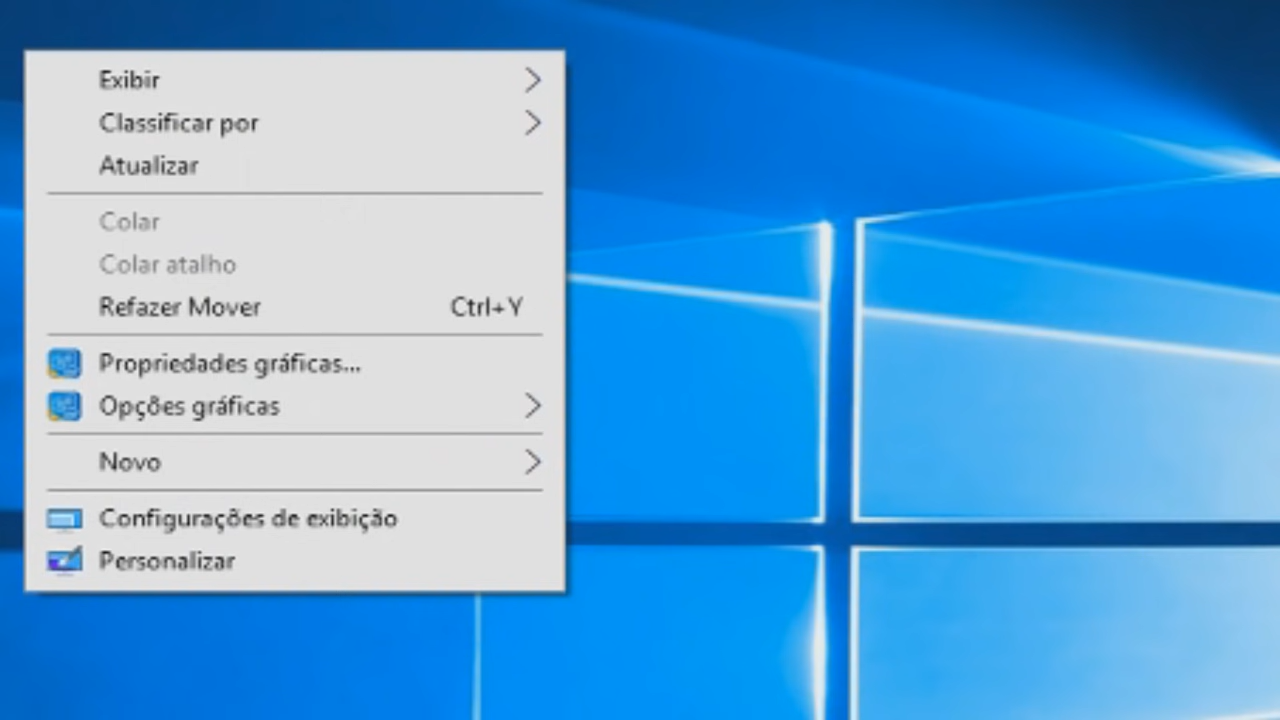 Exibir
Classificar por
Atualizar
Colar
Colar atalho
Refazer Mover Ctrl+Y
Propriedades gráficas...
Opções gráficas
Novo
Configurações de exibição
Personalizar